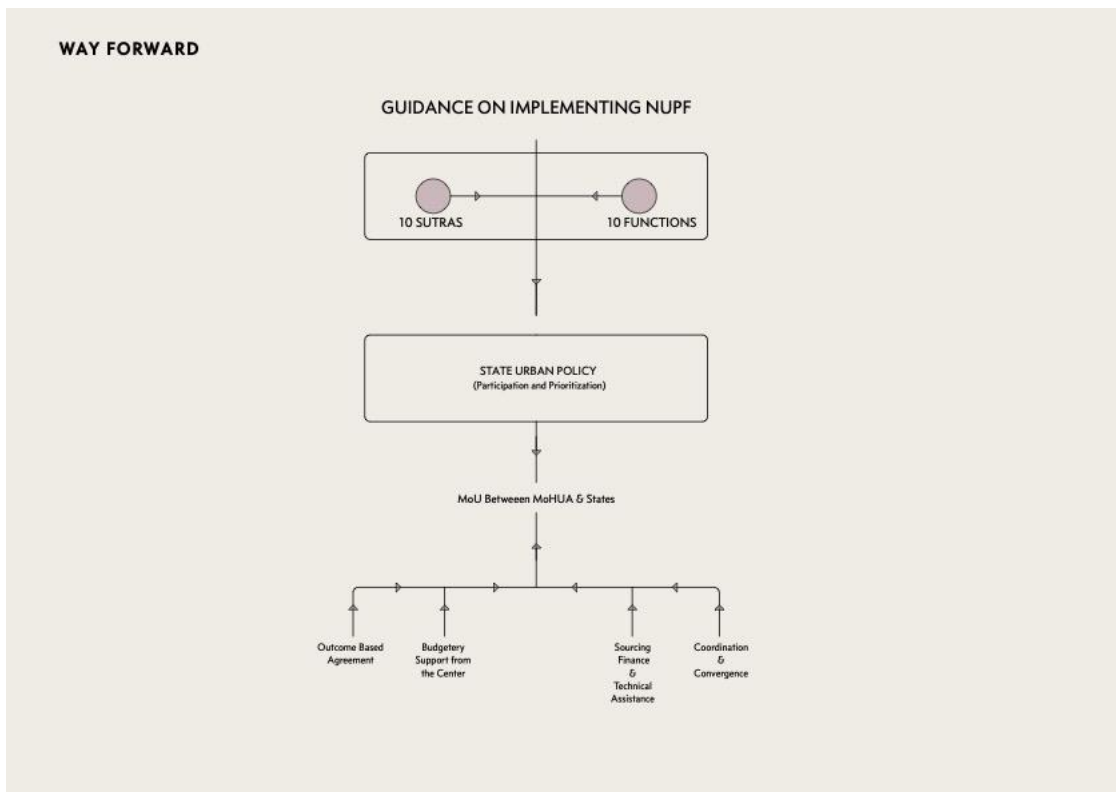 WAY FORWARD
GUIDANCE ON IMPLEMENTING NUPF
10 SUTRAS
10 FUNCTIONS
STATE URBAN POLICY
(Participation and Prioritization)
MoU Betweeen MoHUA & States
Outcome Based
Agreement
Budgetery
Support from
the Center
Sourcing
Finance
&
Technical
Assistance
Coordination
&
Convergence